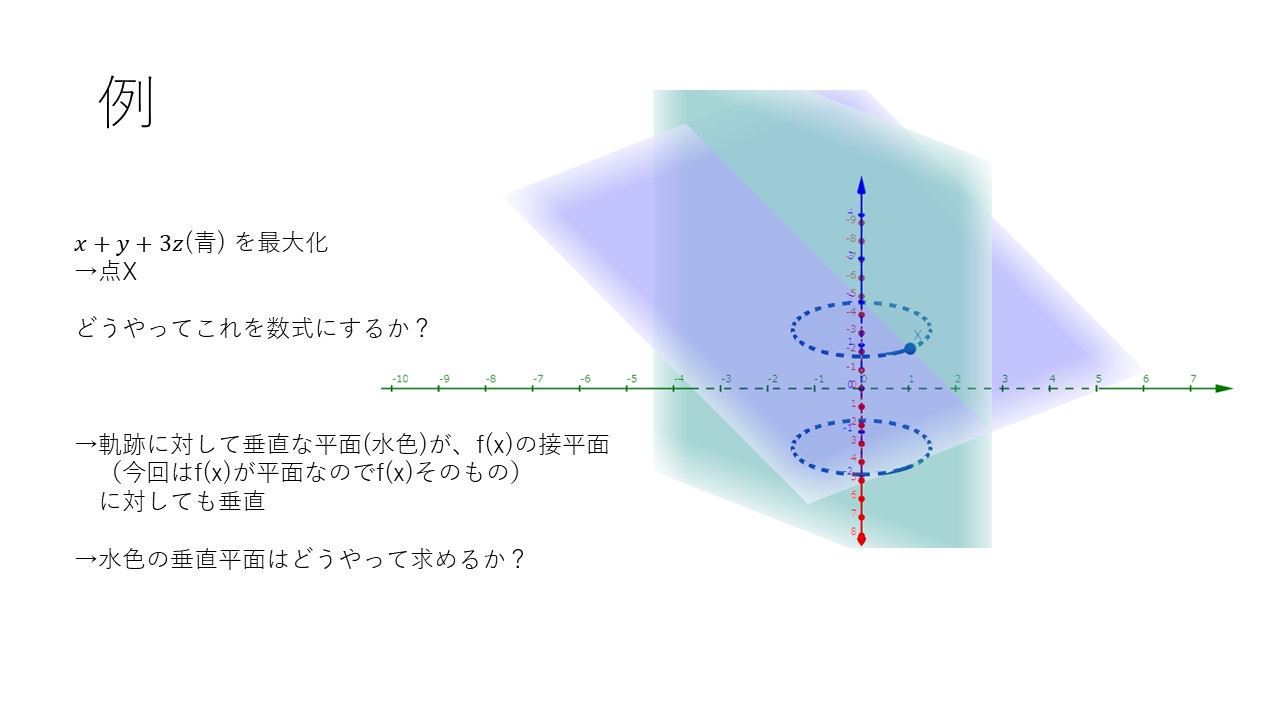 例
x + y + 3z(青) を最大化
→点X
どうやってこれを数式にするか？
→軌跡に対して垂直な平面(水色)が、f(x)の接平面
（今回はf(x)が平面なのでf(x)そのもの）
に対しても垂直
→水色の垂直平面はどうやって求めるか？
X
-10 -9 -8 -7 -6 -5 -4 -3 -2 -1 0 1 2 3 4 5 6 7